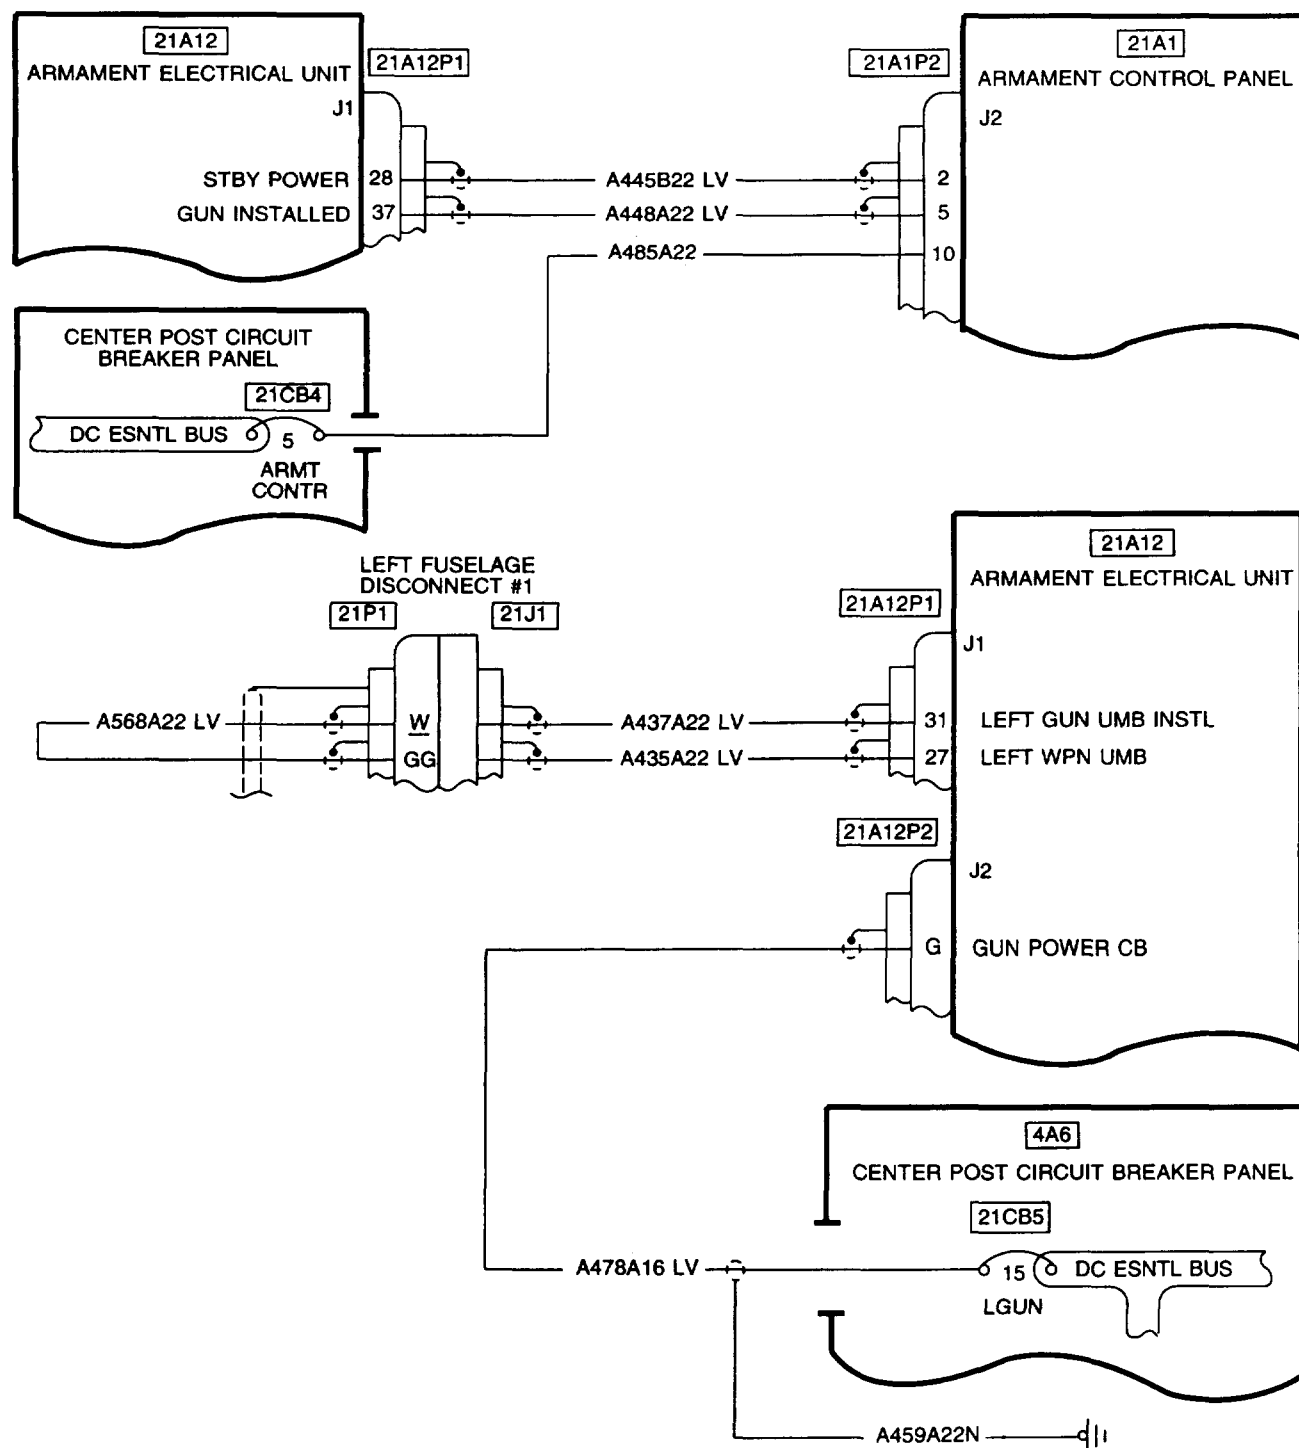 21A12
ARMAMENT ELECTRICAL UNIT
21A12P1
J1
STBY POWER 28
GUN INSTALLED 37
A445B22 LV
A448A22 LV
A485A22
21A1P2
21A1
ARMAMENT CONTROL PANEL
J2
2
5
10
CENTER POST CIRCUIT
BREAKER PANEL
21CB4
DC ESNTL BUS
5
ARMT
CONTR
LEFT FUSELAGE
DISCONNECT #1
21P1
21J1
A568A22 LV
W
GG
A437A22 LV
A435A22 LV
21A12
ARMAMENT ELECTRICAL UNIT
21A12P1
J1
31 LEFT GUN UMB INSTL
27 LEFT WPN UMB
21A12P2
J2
G GUN POWER CB
4A6
CENTER POST CIRCUIT BREAKER PANEL
21CB5
A478A16 LV
15
DC ESNTL BUS
LGUN
A459A22N